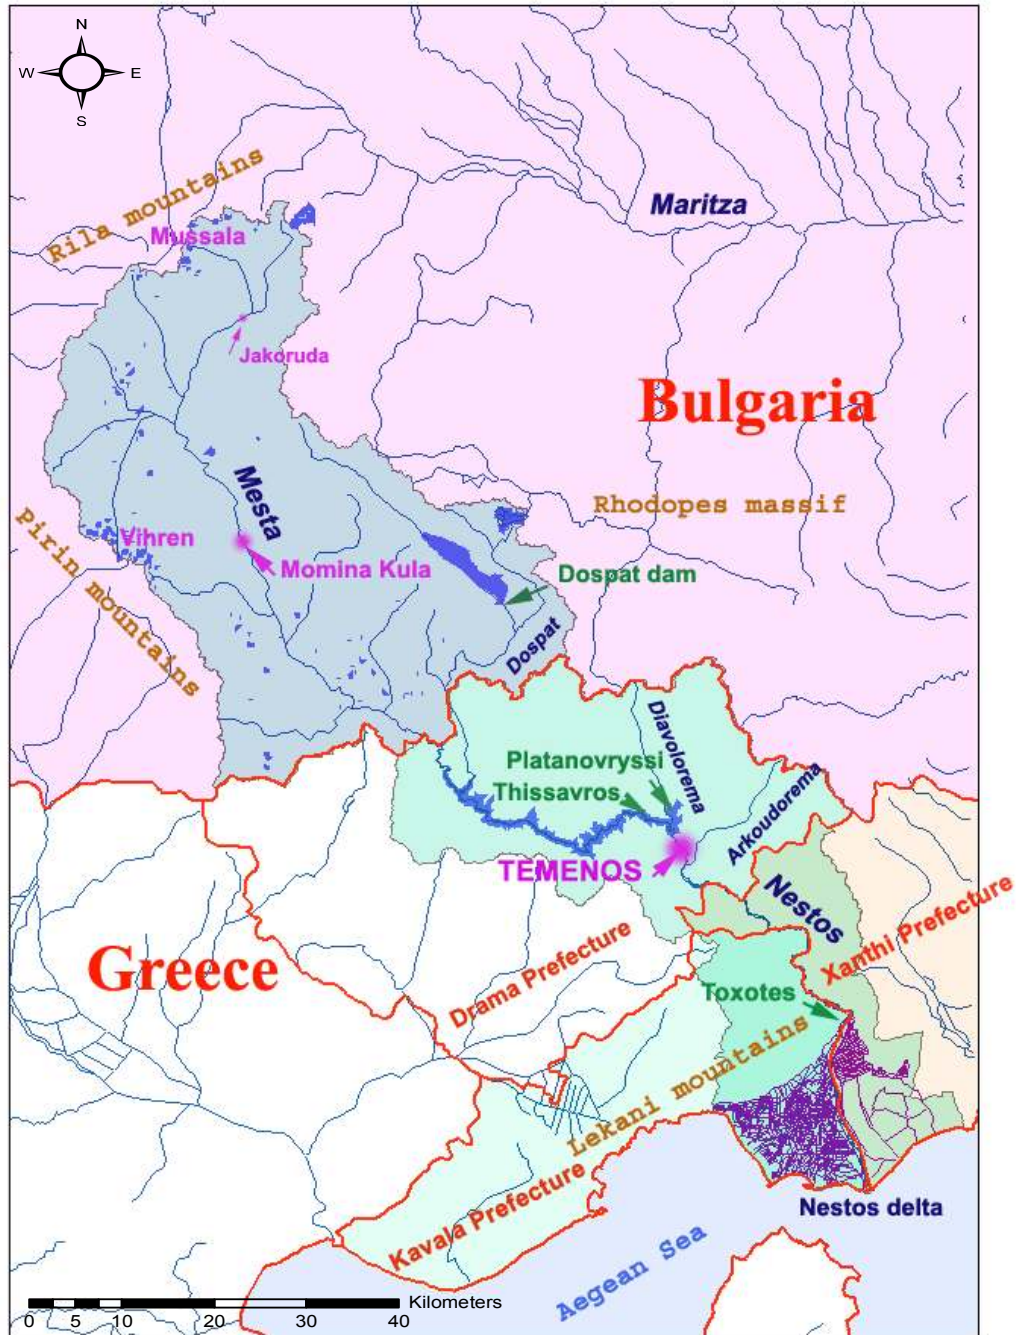 N
W E
S
Rila mountains
Maritza
Mussala
Jakoruda
Bulgaria
Mesta
Rhodopes massif
Pirin mountains
Vihren
Momina Kula
Dospat dam
Dospat
Diavolorema
Platanovryssi
Thissavros
Arkoudorema
TEMENOS
Nestos
Xanthi Prefecture
Greece
Drama Prefecture
Toxotes
Lekani mountains
Kavala Prefecture
Nestos delta
Aegean Sea
Kilometers
0 5 10 20 30 40